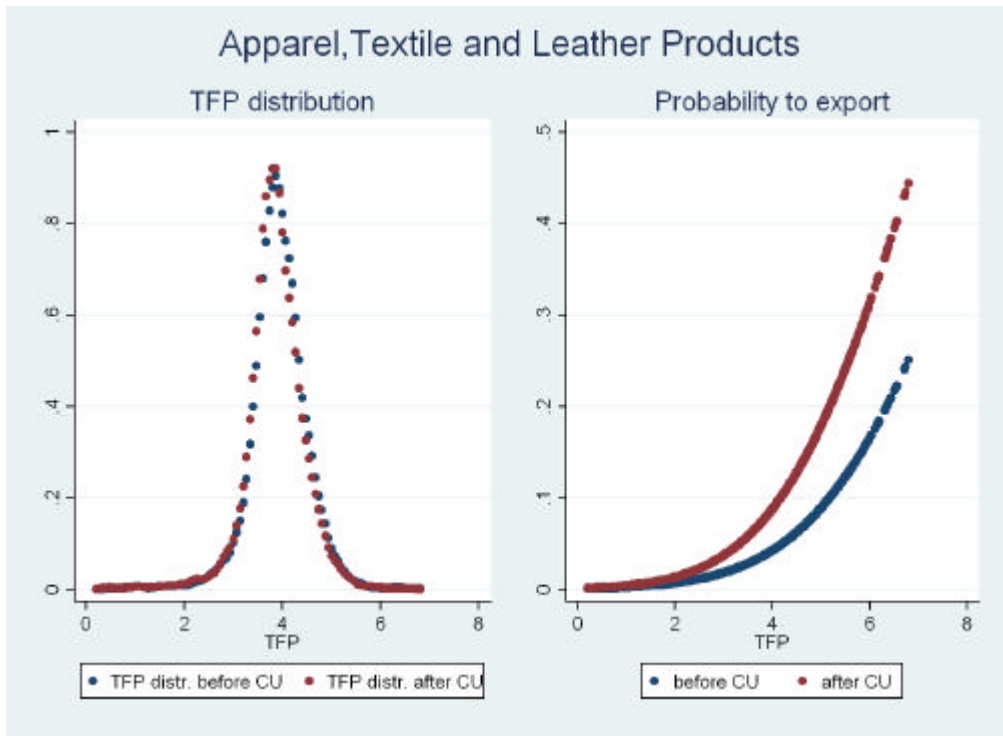 Apparel,Textile and Leather Products
TFP distribution
1
.8
.6
.4
.2
0
0 2 4 6 8
TFP
TFP distr. before CU TFP distr. after CU
Probability to export
.5
.4
.3
.2
.1
0
0 2 4 6 8
TFP
before CU after CU